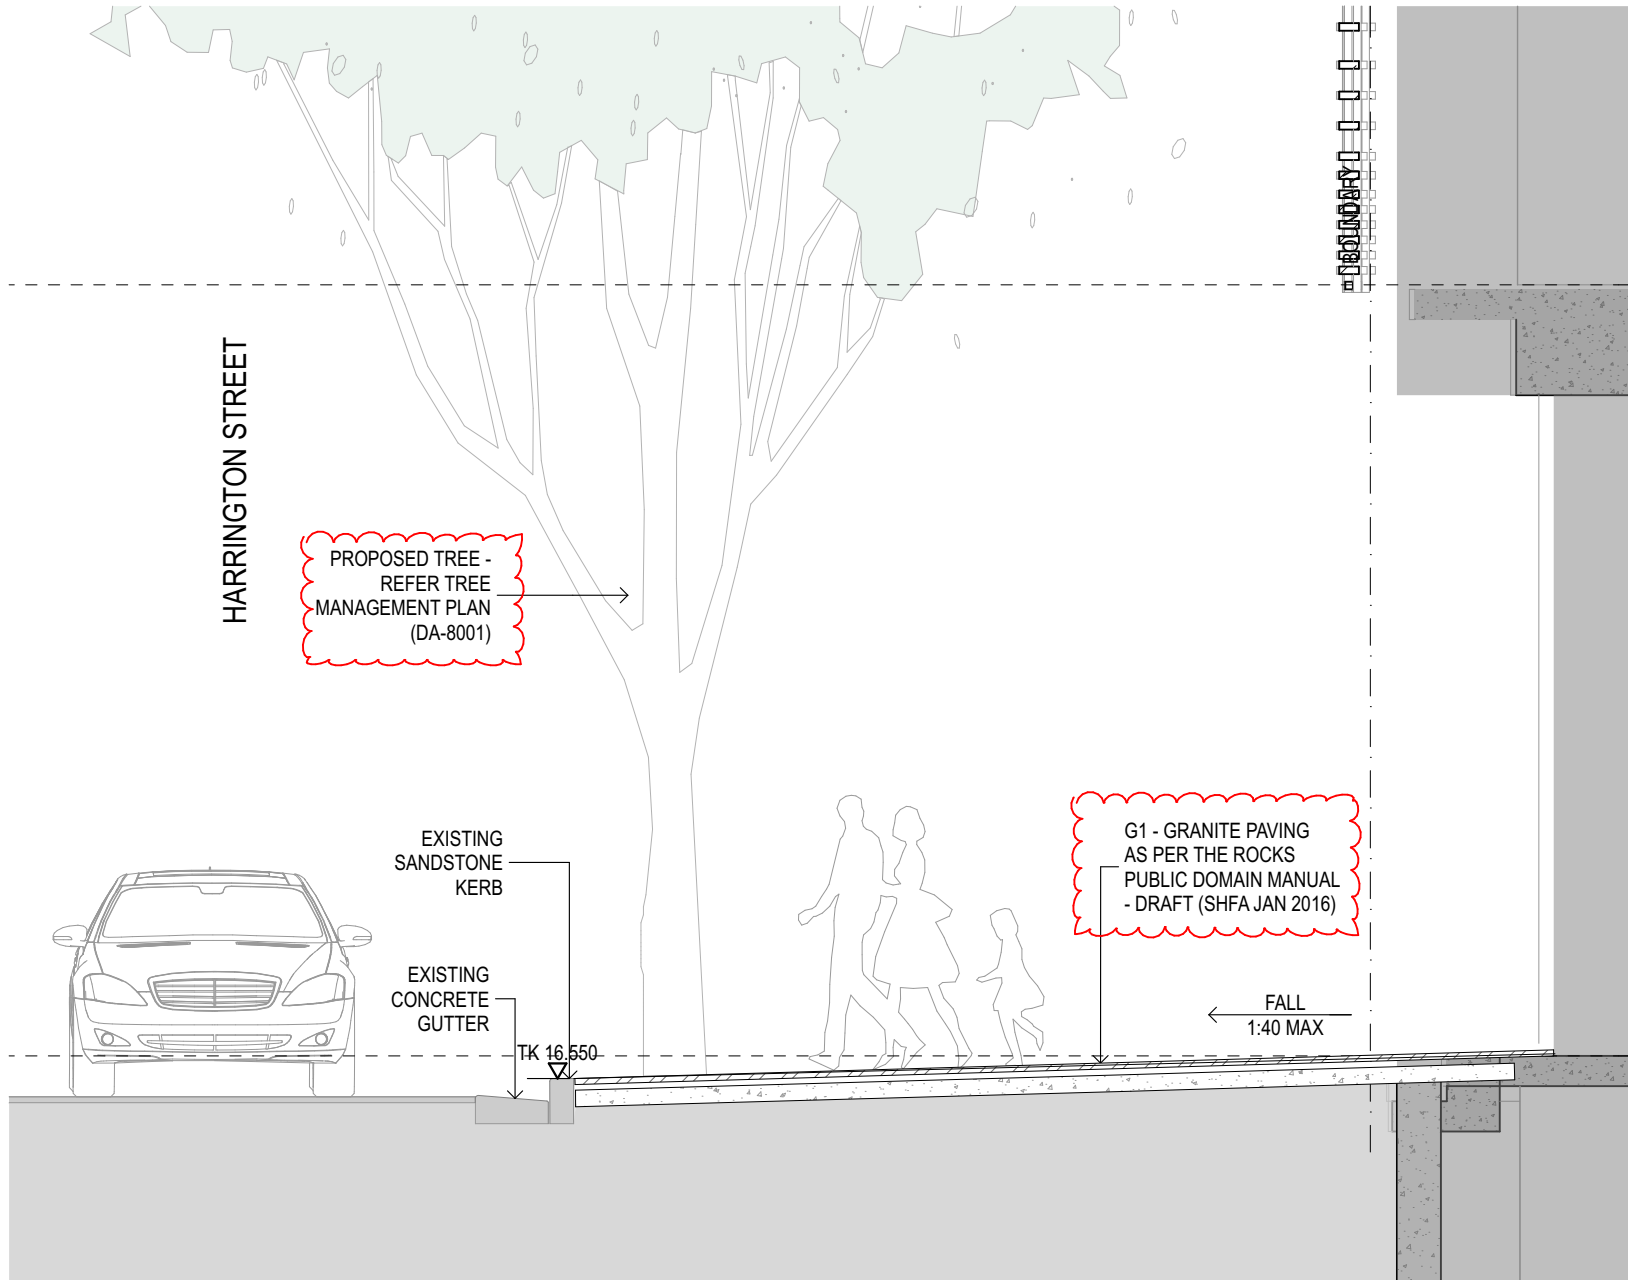 BOUNDARY
HARRINGTON STREET
PROPOSED TREE -
REFER TREE
MANAGEMENT PLAN
(DA-8001)
EXISTING
SANDSTONE
KERB
G1 - GRANITE PAVING
AS PER THE ROCKS
PUBLIC DOMAIN MANUAL
- DRAFT (SHFA JAN 2016)
EXISTING
CONCRETE
GUTTER
FALL
1:40 MAX
TK 16.550